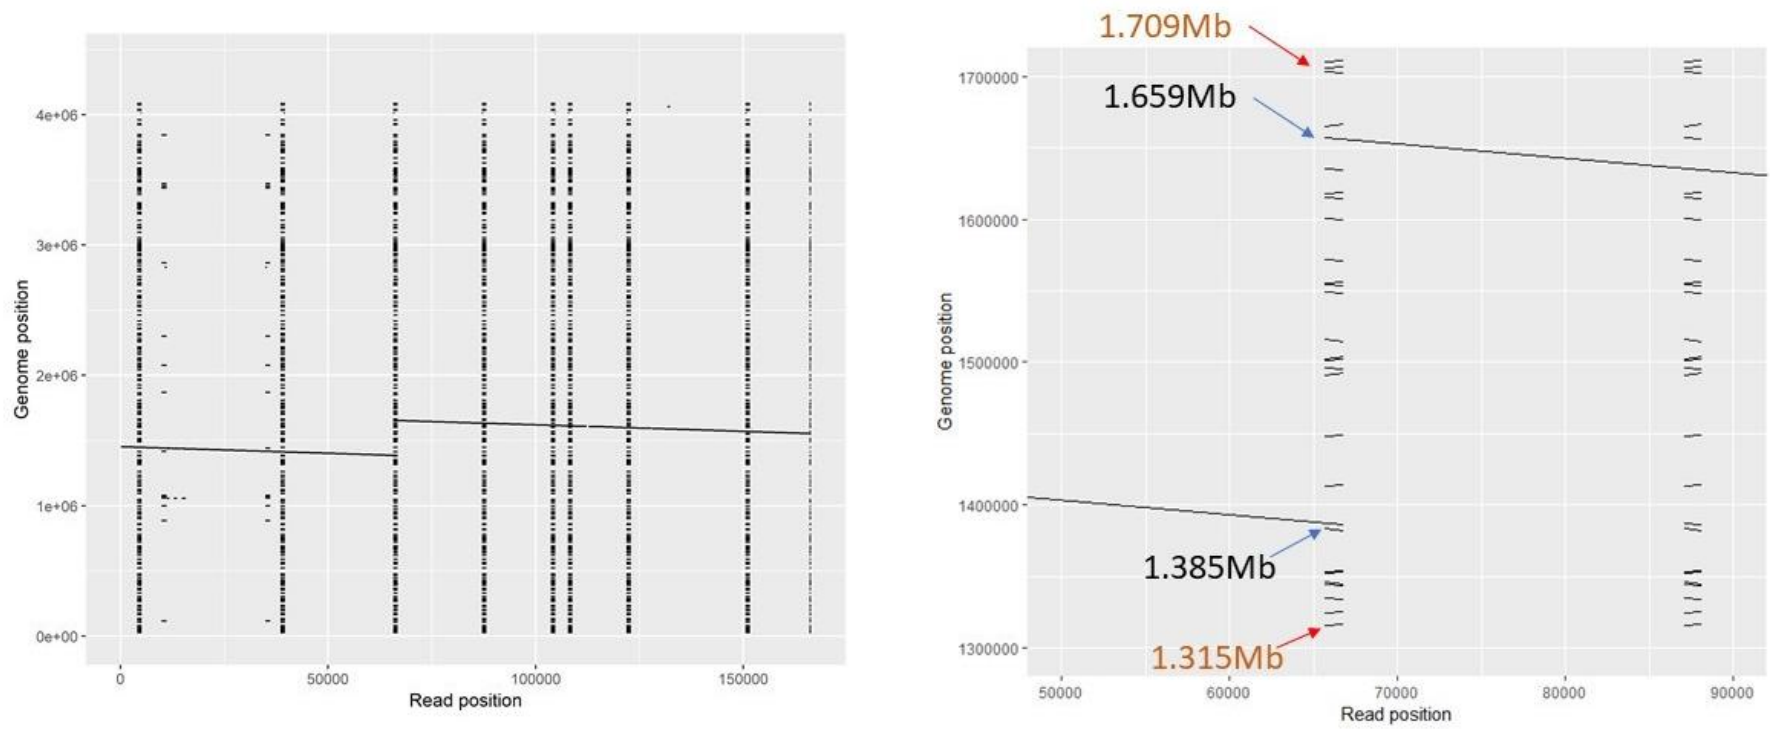 4e+06
3e+06
2e+06
1e+06
0e+00
Genome position
0
50000
100000
150000
Read position
1.709Mb
1.659Mb
1.385Mb
1.315Mb
1700000
1600000
1500000
1400000
1300000
Genome position
50000
60000
70000
80000
90000
Read position